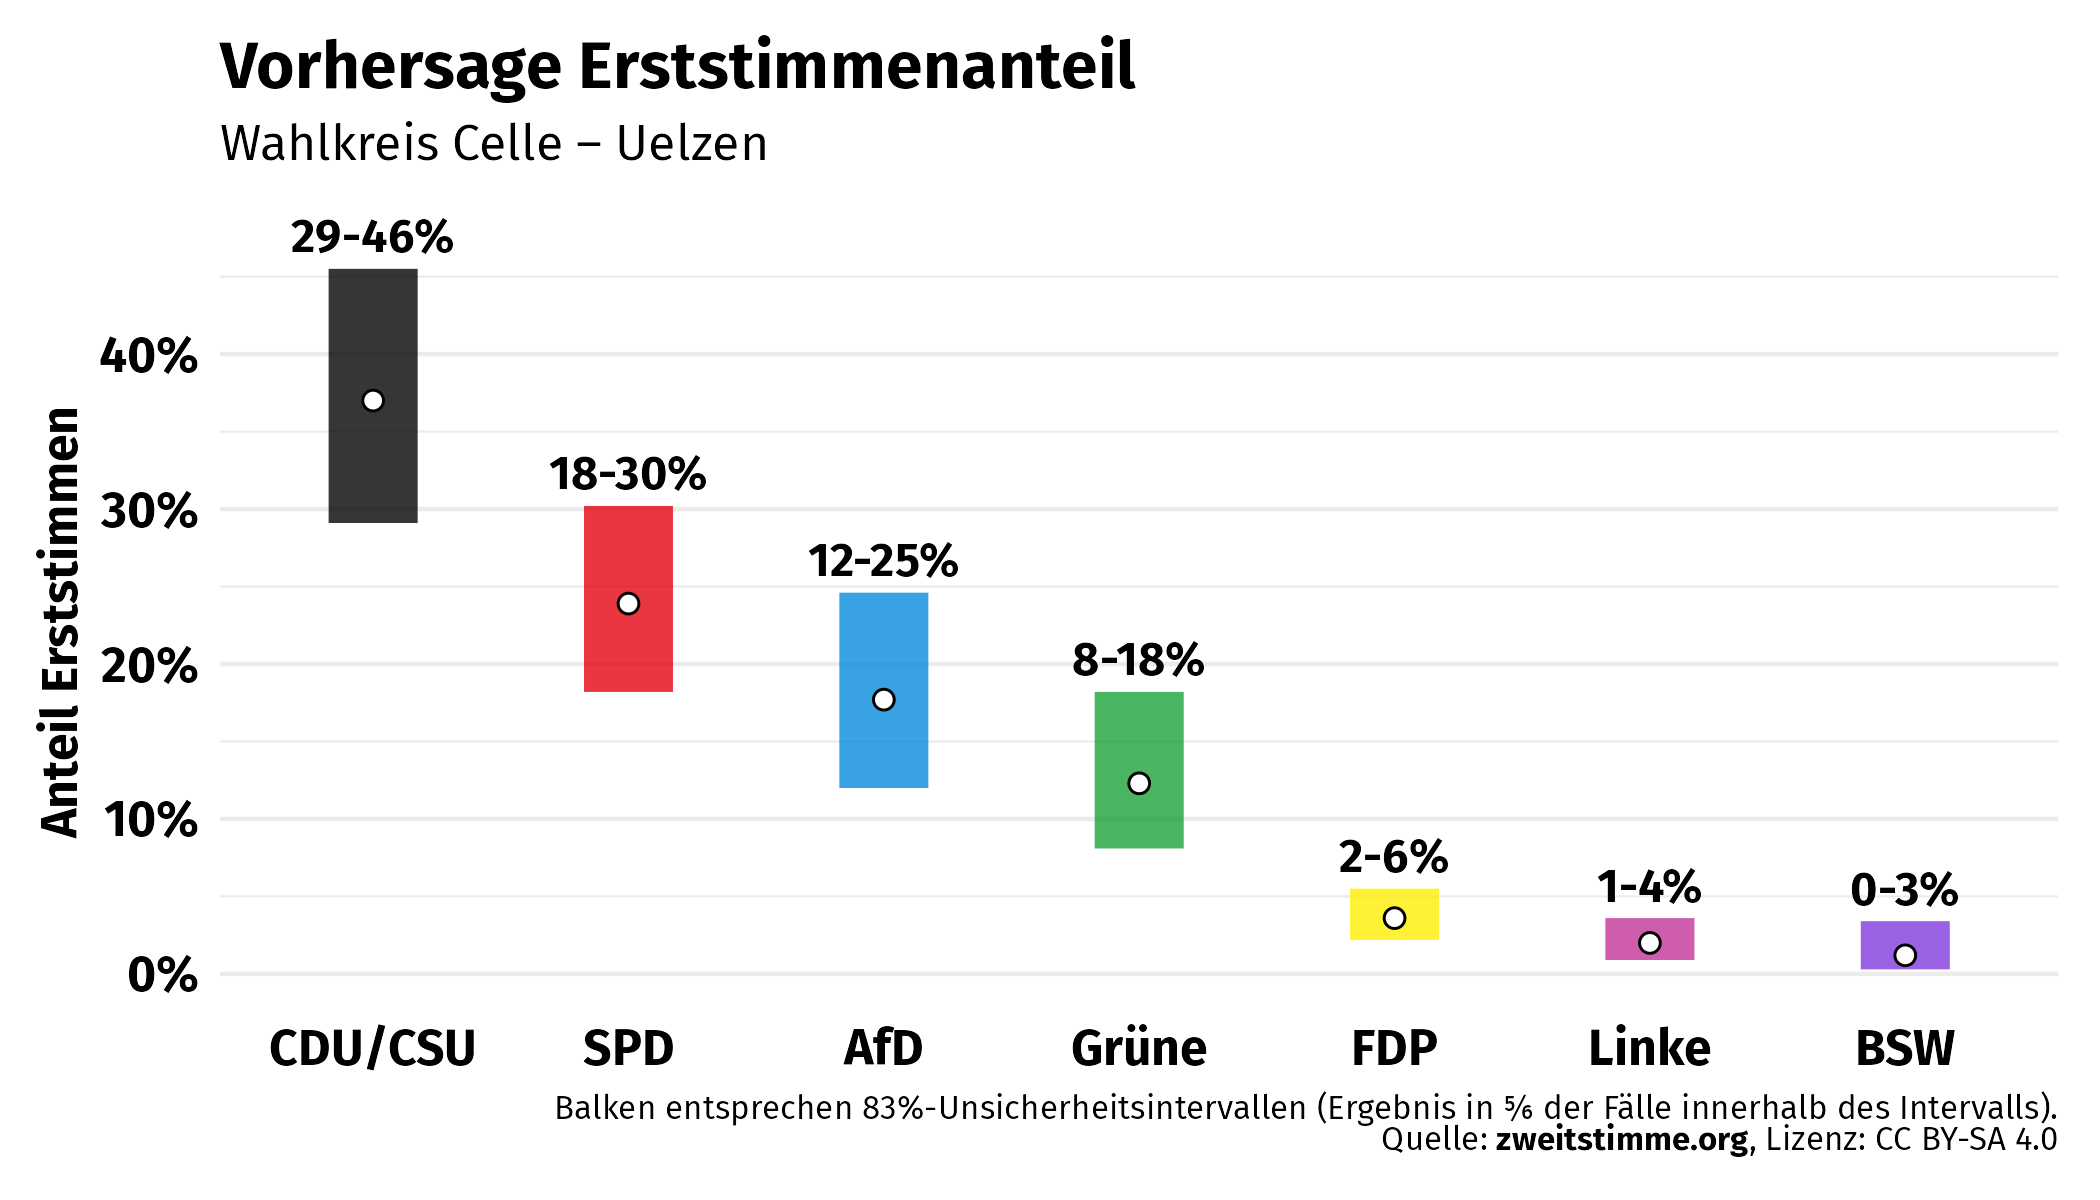 Vorhersage Erststimmenanteil
Wahlkreis Celle – Uelzen
29-46%
18-30%
12-25%
8-18%
2-6%
1-4%
0-3%
Anteil Erststimmen
40%
30%
20%
10%
0%
CDU/CSU SPD AfD Grüne FDP Linke BSW
Balken entsprechen 83%-Unsicherheitsintervallen (Ergebnis in ⅚ der Fälle innerhalb des Intervalls).
Quelle: zweitstimme.org, Lizenz: CC BY-SA 4.0